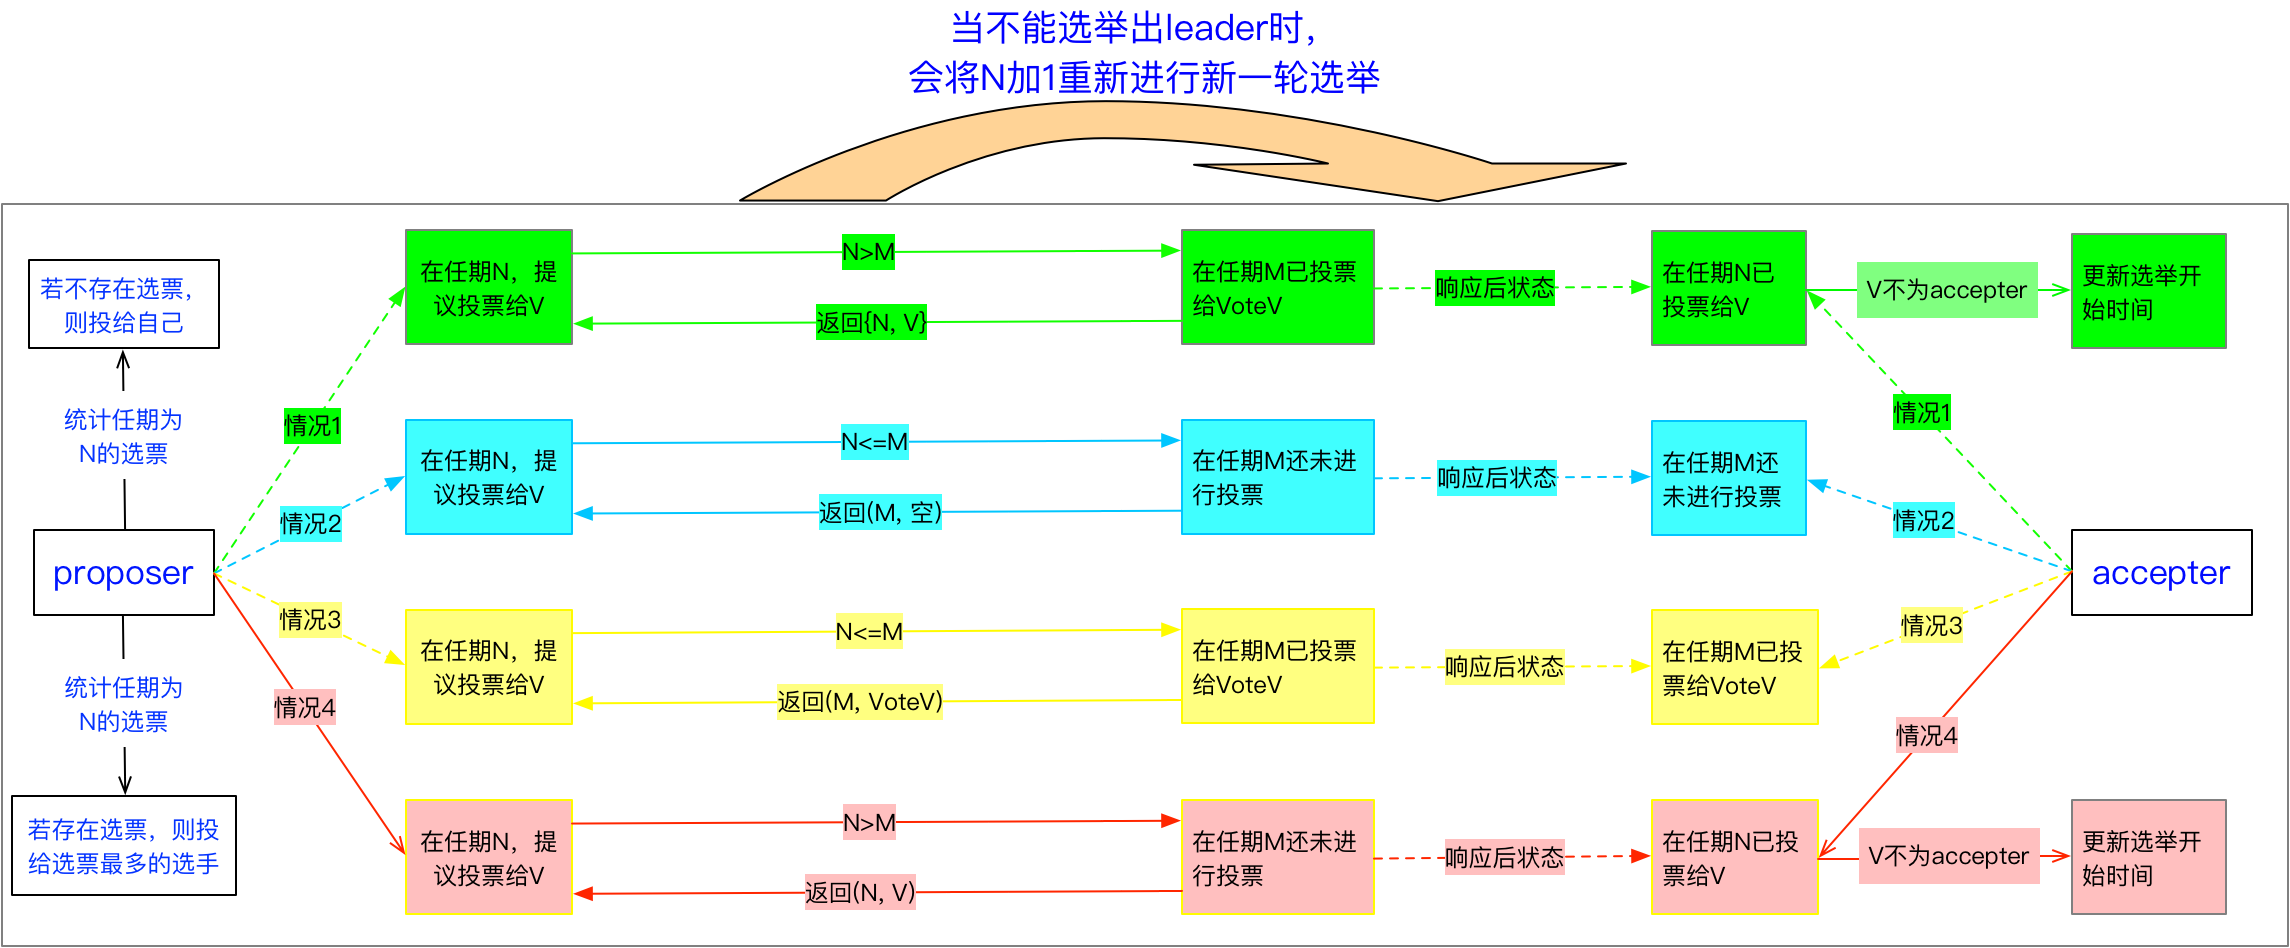 当不能选举出leader时，
会将N加1重新进行新一轮选举
若不存在选票，
则投给自己
统计任期为
N的选票
proposer
统计任期为
N的选票
若存在选票，则投
给选票最多的选手
情况1
情况2
情况3
情况4
在任期N，提
议投票给V
N>M
返回{N, V}
在任期M已投票
给VoteV
响应后状态
在任期N已
投票给V
V不为accepter
更新选举开
始时间
在任期N，提
议投票给V
N<=M
返回(M, 空)
在任期M还未进
行投票
响应后状态
在任期M还
未进行投票
在任期N，提
议投票给V
N<=M
返回(M, VoteV)
在任期M已投票
给VoteV
响应后状态
在任期M已投
票给VoteV
在任期N，提
议投票给V
N>M
返回(N, V)
在任期M还未进
行投票
响应后状态
在任期N已投
票给V
V不为accepter
更新选举开
始时间
情况1
情况2
accepter
情况3
情况4